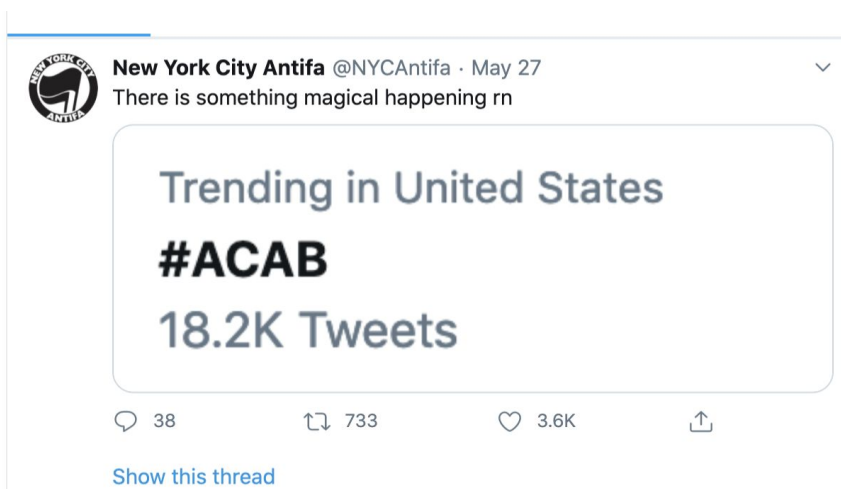 NEW YORK CITY
ANTIFA
New York City Antifa @NYCAntifa · May 27
There is something magical happening rn
Trending in United States
#ACAB
18.2K Tweets
38 733 3.6K
Show this thread